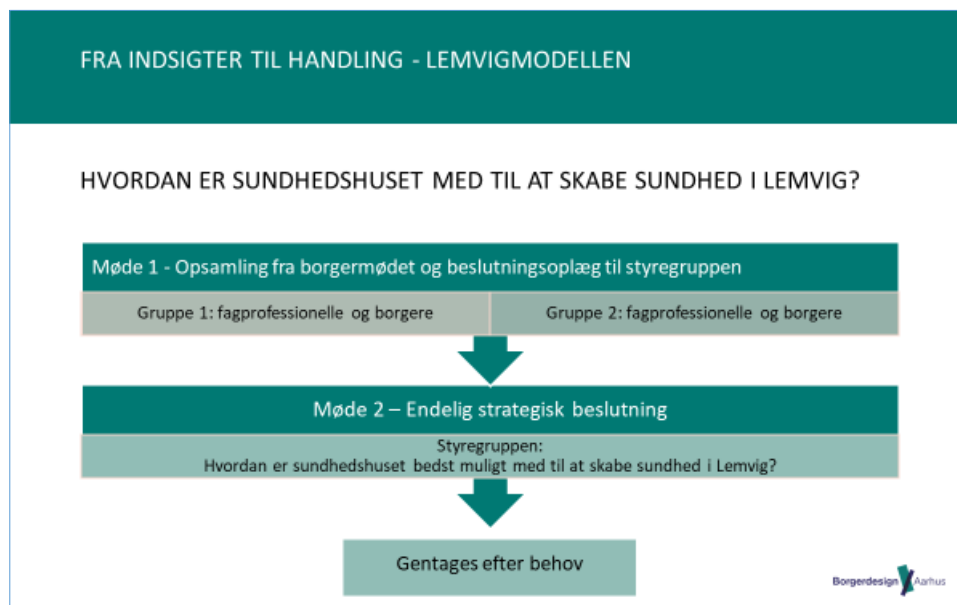 FRA INDSIGTER TIL HANDLING - LEMVIGMODELLEN
HVORDAN ER SUNDHEDSHUSET MED TIL AT SKABE SUNDHED I LEMVIG?
Møde 1 - Opsamling fra borgermødet og beslutningsoplæg til styregruppen
Gruppe 1: fagprofessionelle og borgere
Gruppe 2: fagprofessionelle og borgere
Møde 2 – Endelig strategisk beslutning
Styregruppen:
Hvordan er sundhedshuset bedst muligt med til at skabe sundhed i Lemvig?
Gentages efter behov
Borgerdesign Aarhus